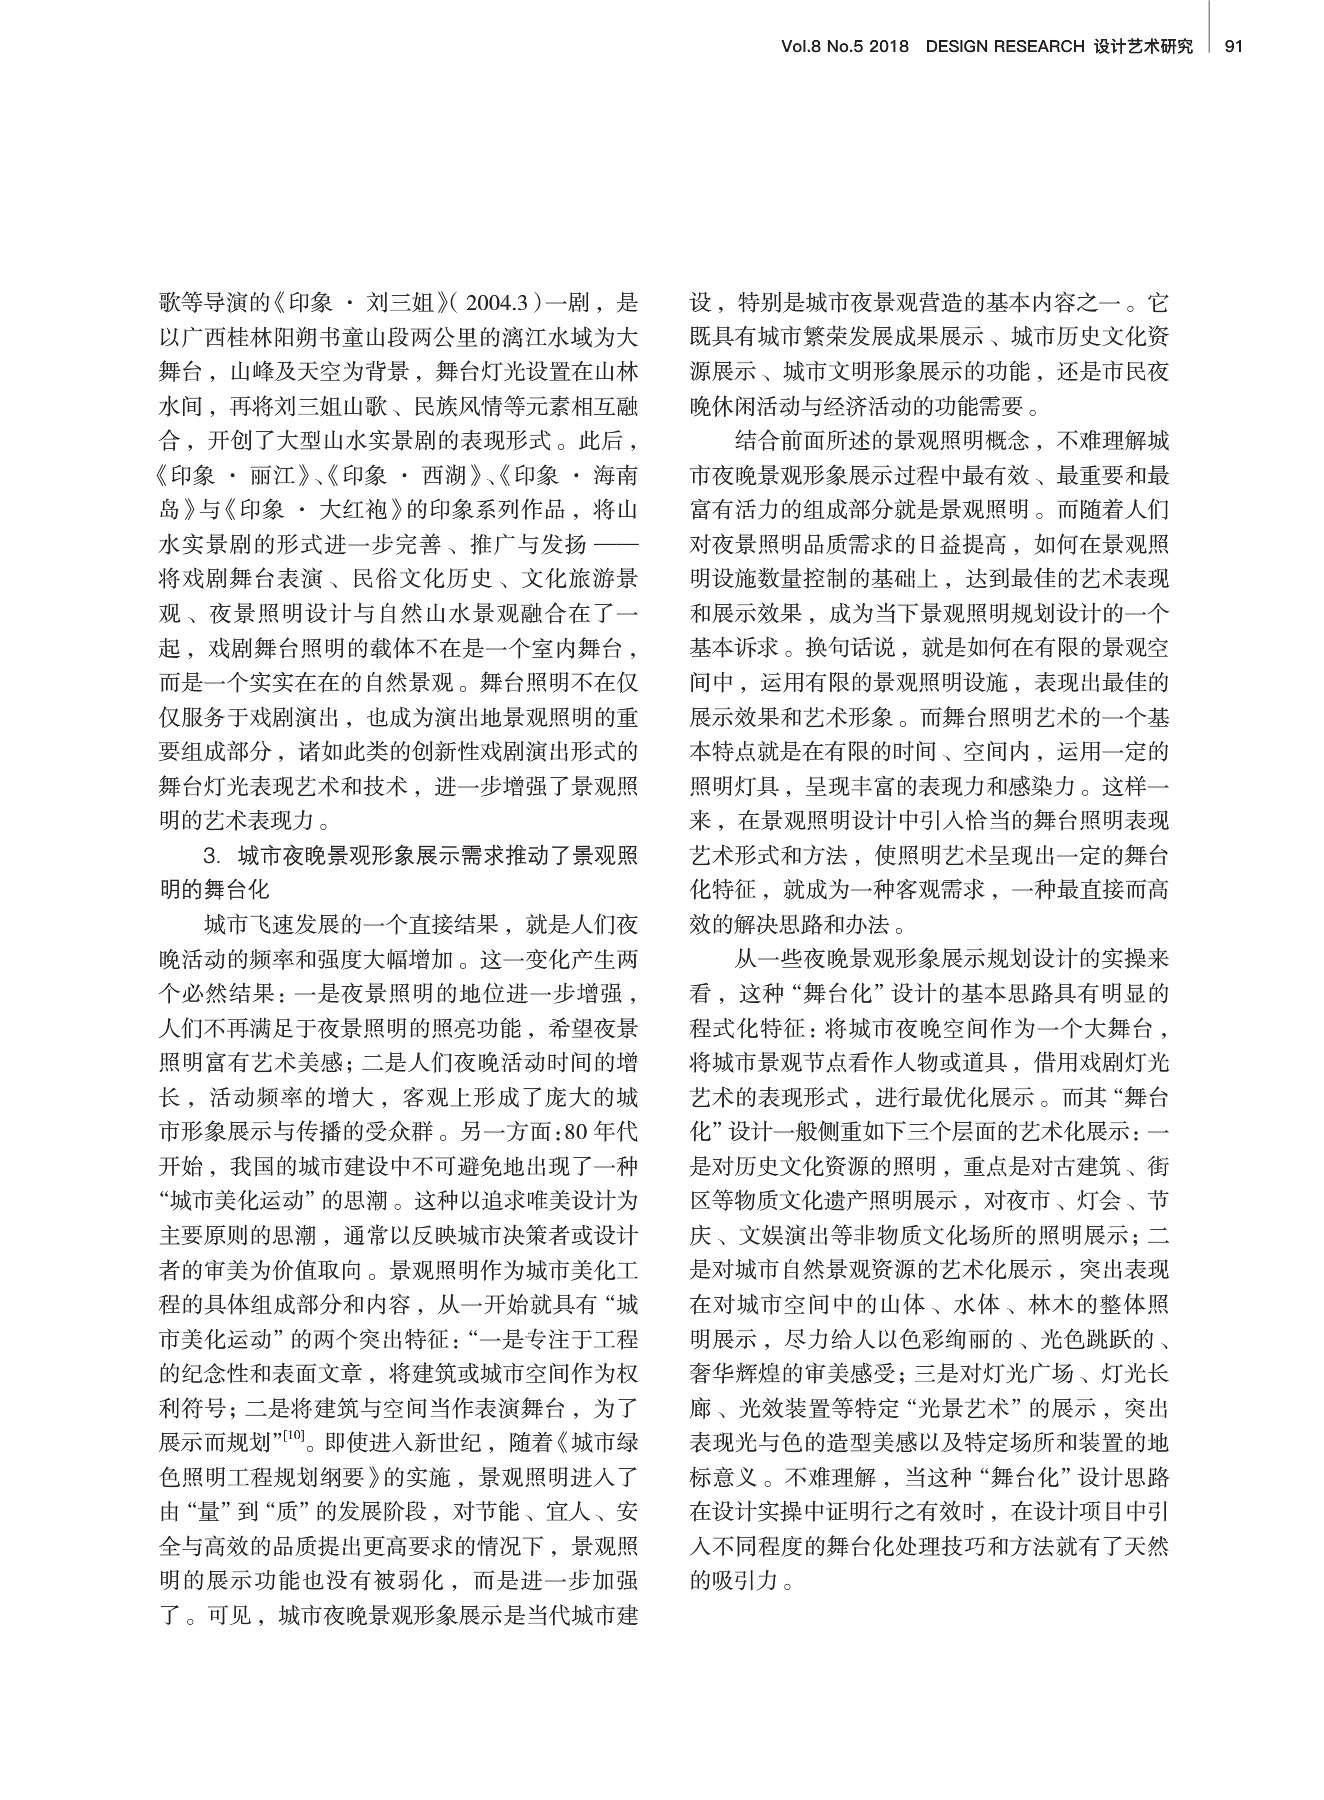 Vol.8 No.5 2018 DESIGN RESEARCH 设计艺术研究 91
歌等导演的《印象 · 刘三姐》（2004.3）一剧，是
以广西桂林阳朔书童山段两公里的漓江水域为大
舞台，山峰及天空为背景，舞台灯光设置在山林
水间，再将刘三姐山歌、民族风情等元素相互融
合，开创了大型山水实景剧的表现形式。此后，
《印象 · 丽江》、《印象 · 西湖》、《印象 · 海南
岛》与《印象 · 大红袍》的印象系列作品，将山
水实景剧的形式进一步完善、推广与发扬——
将戏剧舞台表演、民俗文化历史、文化旅游景
观、夜景照明设计与自然山水景观融合在了一
起，戏剧舞台照明的载体不在是一个室内舞台，
而是一个实实在在的自然景观。舞台照明不在仅
仅服务于戏剧演出，也成为演出地景观照明的重
要组成部分，诸如此类的创新性戏剧演出形式的
舞台灯光表现艺术和技术，进一步增强了景观照
明的艺术表现力。
3. 城市夜晚景观形象展示需求推动了景观照
明的舞台化
城市飞速发展的一个直接结果，就是人们夜
晚活动的频率和强度大幅增加。这一变化产生两
个必然结果：一是夜景照明的地位进一步增强，
人们不再满足于夜景照明的照亮功能，希望夜景
照明富有艺术美感；二是人们夜晚活动时间的增
长，活动频率的增大，客观上形成了庞大的城
市形象展示与传播的受众群。另一方面：80 年代
开始，我国的城市建设中不可避免地出现了一种
“城市美化运动”的思潮。这种以追求唯美设计为
主要原则的思潮，通常以反映城市决策者或设计
者的审美为价值取向。景观照明作为城市美化工
程的具体组成部分和内容，从一开始就具有“城
市美化运动”的两个突出特征：“一是专注于工程
的纪念性和表面文章，将建筑或城市空间作为权
利符号；二是将建筑与空间当作表演舞台，为了
展示而规划”[10]。即使进入新世纪，随着《城市绿
色照明工程规划纲要》的实施，景观照明进入了
由“量”到“质”的发展阶段，对节能、宜人、安
全与高效的品质提出更高要求的情况下，景观照
明的展示功能也没有被弱化，而是进一步加强
了。可见，城市夜晚景观形象展示是当代城市建
设，特别是城市夜景观营造的基本内容之一。它
既具有城市繁荣发展成果展示、城市历史文化资
源展示、城市文明形象展示的功能，还是市民夜
晚休闲活动与经济活动的功能需要。
结合前面所述的景观照明概念，不难理解城
市夜晚景观形象展示过程中最有效、最重要和最
富有活力的组成部分就是景观照明。而随着人们
对夜景照明品质需求的日益提高，如何在景观照
明设施数量控制的基础上，达到最佳的艺术表现
和展示效果，成为当下景观照明规划设计的一个
基本诉求。换句话说，就是如何在有限的景观空
间中，运用有限的景观照明设施，表现出最佳的
展示效果和艺术形象。而舞台照明艺术的一个基
本特点就是在有限的时间、空间内，运用一定的
照明灯具，呈现丰富的表现力和感染力。这样一
来，在景观照明设计中引入恰当的舞台照明表现
艺术形式和方法，使照明艺术呈现出一定的舞台
化特征，就成为一种客观需求，一种最直接而高
效的解决思路和办法。
从一些夜晚景观形象展示规划设计的实操来
看，这种“舞台化”设计的基本思路具有明显的
程式化特征：将城市夜晚空间作为一个大舞台，
将城市景观节点看作人物或道具，借用戏剧灯光
艺术的表现形式，进行最优化展示。而其“舞台
化”设计一般侧重如下三个层面的艺术化展示：一
是对历史文化资源的照明，重点是对古建筑、街
区等物质文化遗产照明展示，对夜市、灯会、节
庆、文娱演出等非物质文化场所的照明展示；二
是对城市自然景观资源的艺术化展示，突出表现
在对城市空间中的山体、水体、林木的整体照
明展示，尽力给人以色彩绚丽的、光色跳跃的、
奢华辉煌的审美感受；三是对灯光广场、灯光长
廊、光效装置等特定“光景艺术”的展示，突出
表现光与色的造型美感以及特定场所和装置的地
标意义。不难理解，当这种“舞台化”设计思路
在设计实操中证明行之有效时，在设计项目中引
入不同程度的舞台化处理技巧和方法就有了天然
的吸引力。